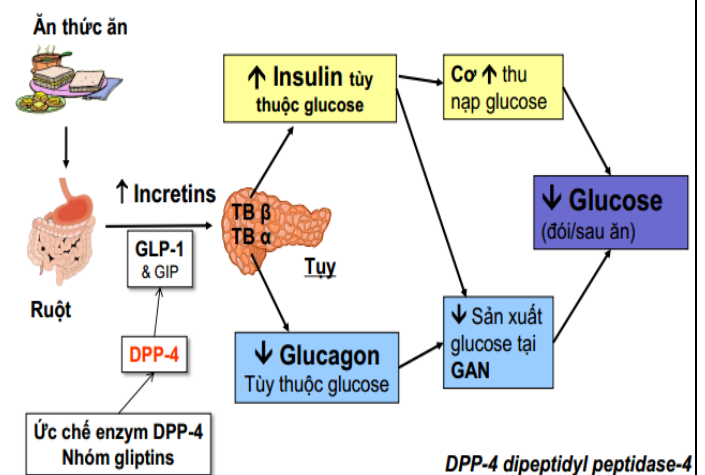 Ăn thức ăn
↑ Insulin tùy
thuộc glucose
Cơ ↑ thu
nạp glucose
↑ Incretins
TB β
TB α
Tụy
GLP-1
& GIP
Ruột
↓ Glucose
(đói/sau ăn)
DPP-4
↓ Glucagon
Tùy thuộc glucose
↓ Sản xuất
glucose tại
GAN
Ức chế enzym DPP-4
Nhóm gliptins
DPP-4 dipeptidyl peptidase-4